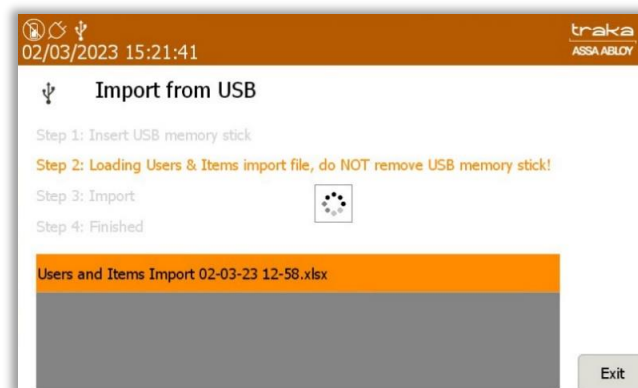 traka
02/03/2023 15:21:41
ASSA ABLOY
Import from USB
Step 1: Insert USB memory stick
Step 2: Loading Users & Items import file, do NOT remove USB memory stick!
Step 3: Import
Step 4: Finished
Users and Items Import 02-03-23 12-58.xlsx
Exit